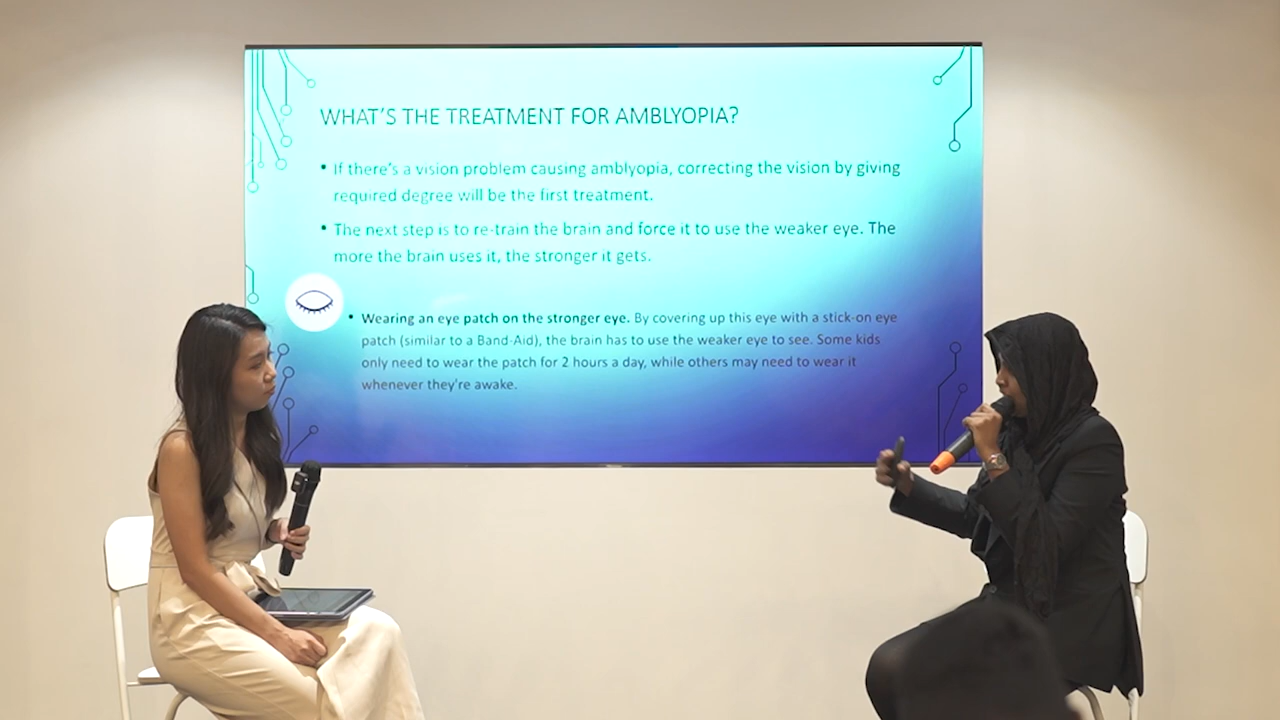 WHAT'S THE TREATMENT FOR AMBLYOPIA?
• If there's a vision problem causing amblyopia, correcting the vision by giving
required degree will be the first treatment.
• The next step is to re-train the brain and force it to use the weaker eye. The
more the brain uses it, the stronger it gets.
• Wearing an eye patch on the stronger eye. By covering up this eye with a stick-on eye
patch (similar to a Band-Aid), the brain has to use the weaker eye to see. Some kids
only need to wear the patch for 2 hours a day, while others may need to wear it
whenever they're awake.